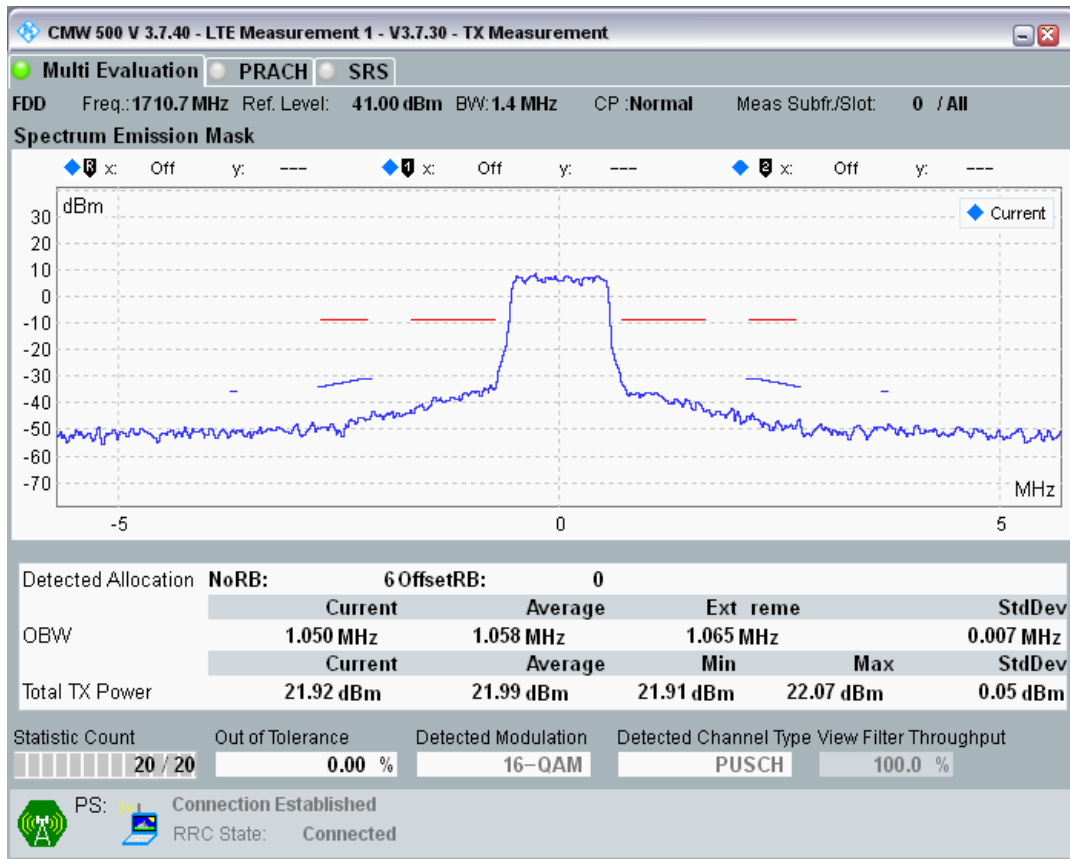 CMW 500 V 3.7.40 - LTE Measurement 1 - V3.7.30 - TX Measurement
Multi Evaluation PRACH SRS
FDD Freq.: 1710.7 MHz Ref. Level: 41.00 dBm BW: 1.4 MHz CP :Normal Meas Subfr./Slot: 0 / All
Spectrum Emission Mask
R x: Off y: --- 1 x: Off y: --- 2 x: Off y: ---
dBm
Current
30
20
10
0
-10
-20
-30
-40
-50
-60
-70
MHz
-5 0 5
Detected Allocation NoRB: 6 OffsetRB: 0
Current Average Ext reme StdDev
OBW 1.050 MHz 1.058 MHz 1.065 MHz 0.007 MHz
Current Average Min Max StdDev
Total TX Power 21.92 dBm 21.99 dBm 21.91 dBm 22.07 dBm 0.05 dBm
Statistic Count Out of Tolerance Detected Modulation Detected Channel Type View Filter Throughput
20 / 20 0.00 % 16-QAM PUSCH 100.0 %
PS: Connection Established
RRC State: Connected